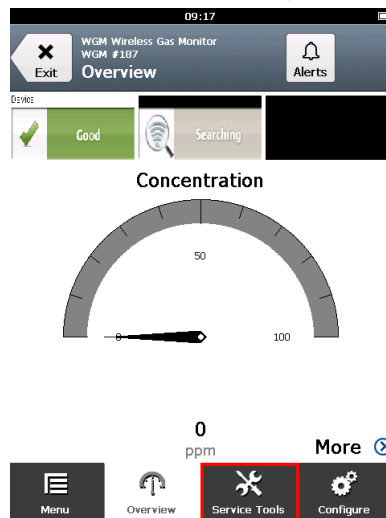 09:17
WGM Wireless Gas Monitor
WGM #187
Exit
Overview
Alerts
Device
Good
Searching
Concentration
50
0
100
0
ppm
More
Menu
Overview
Service Tools
Configure